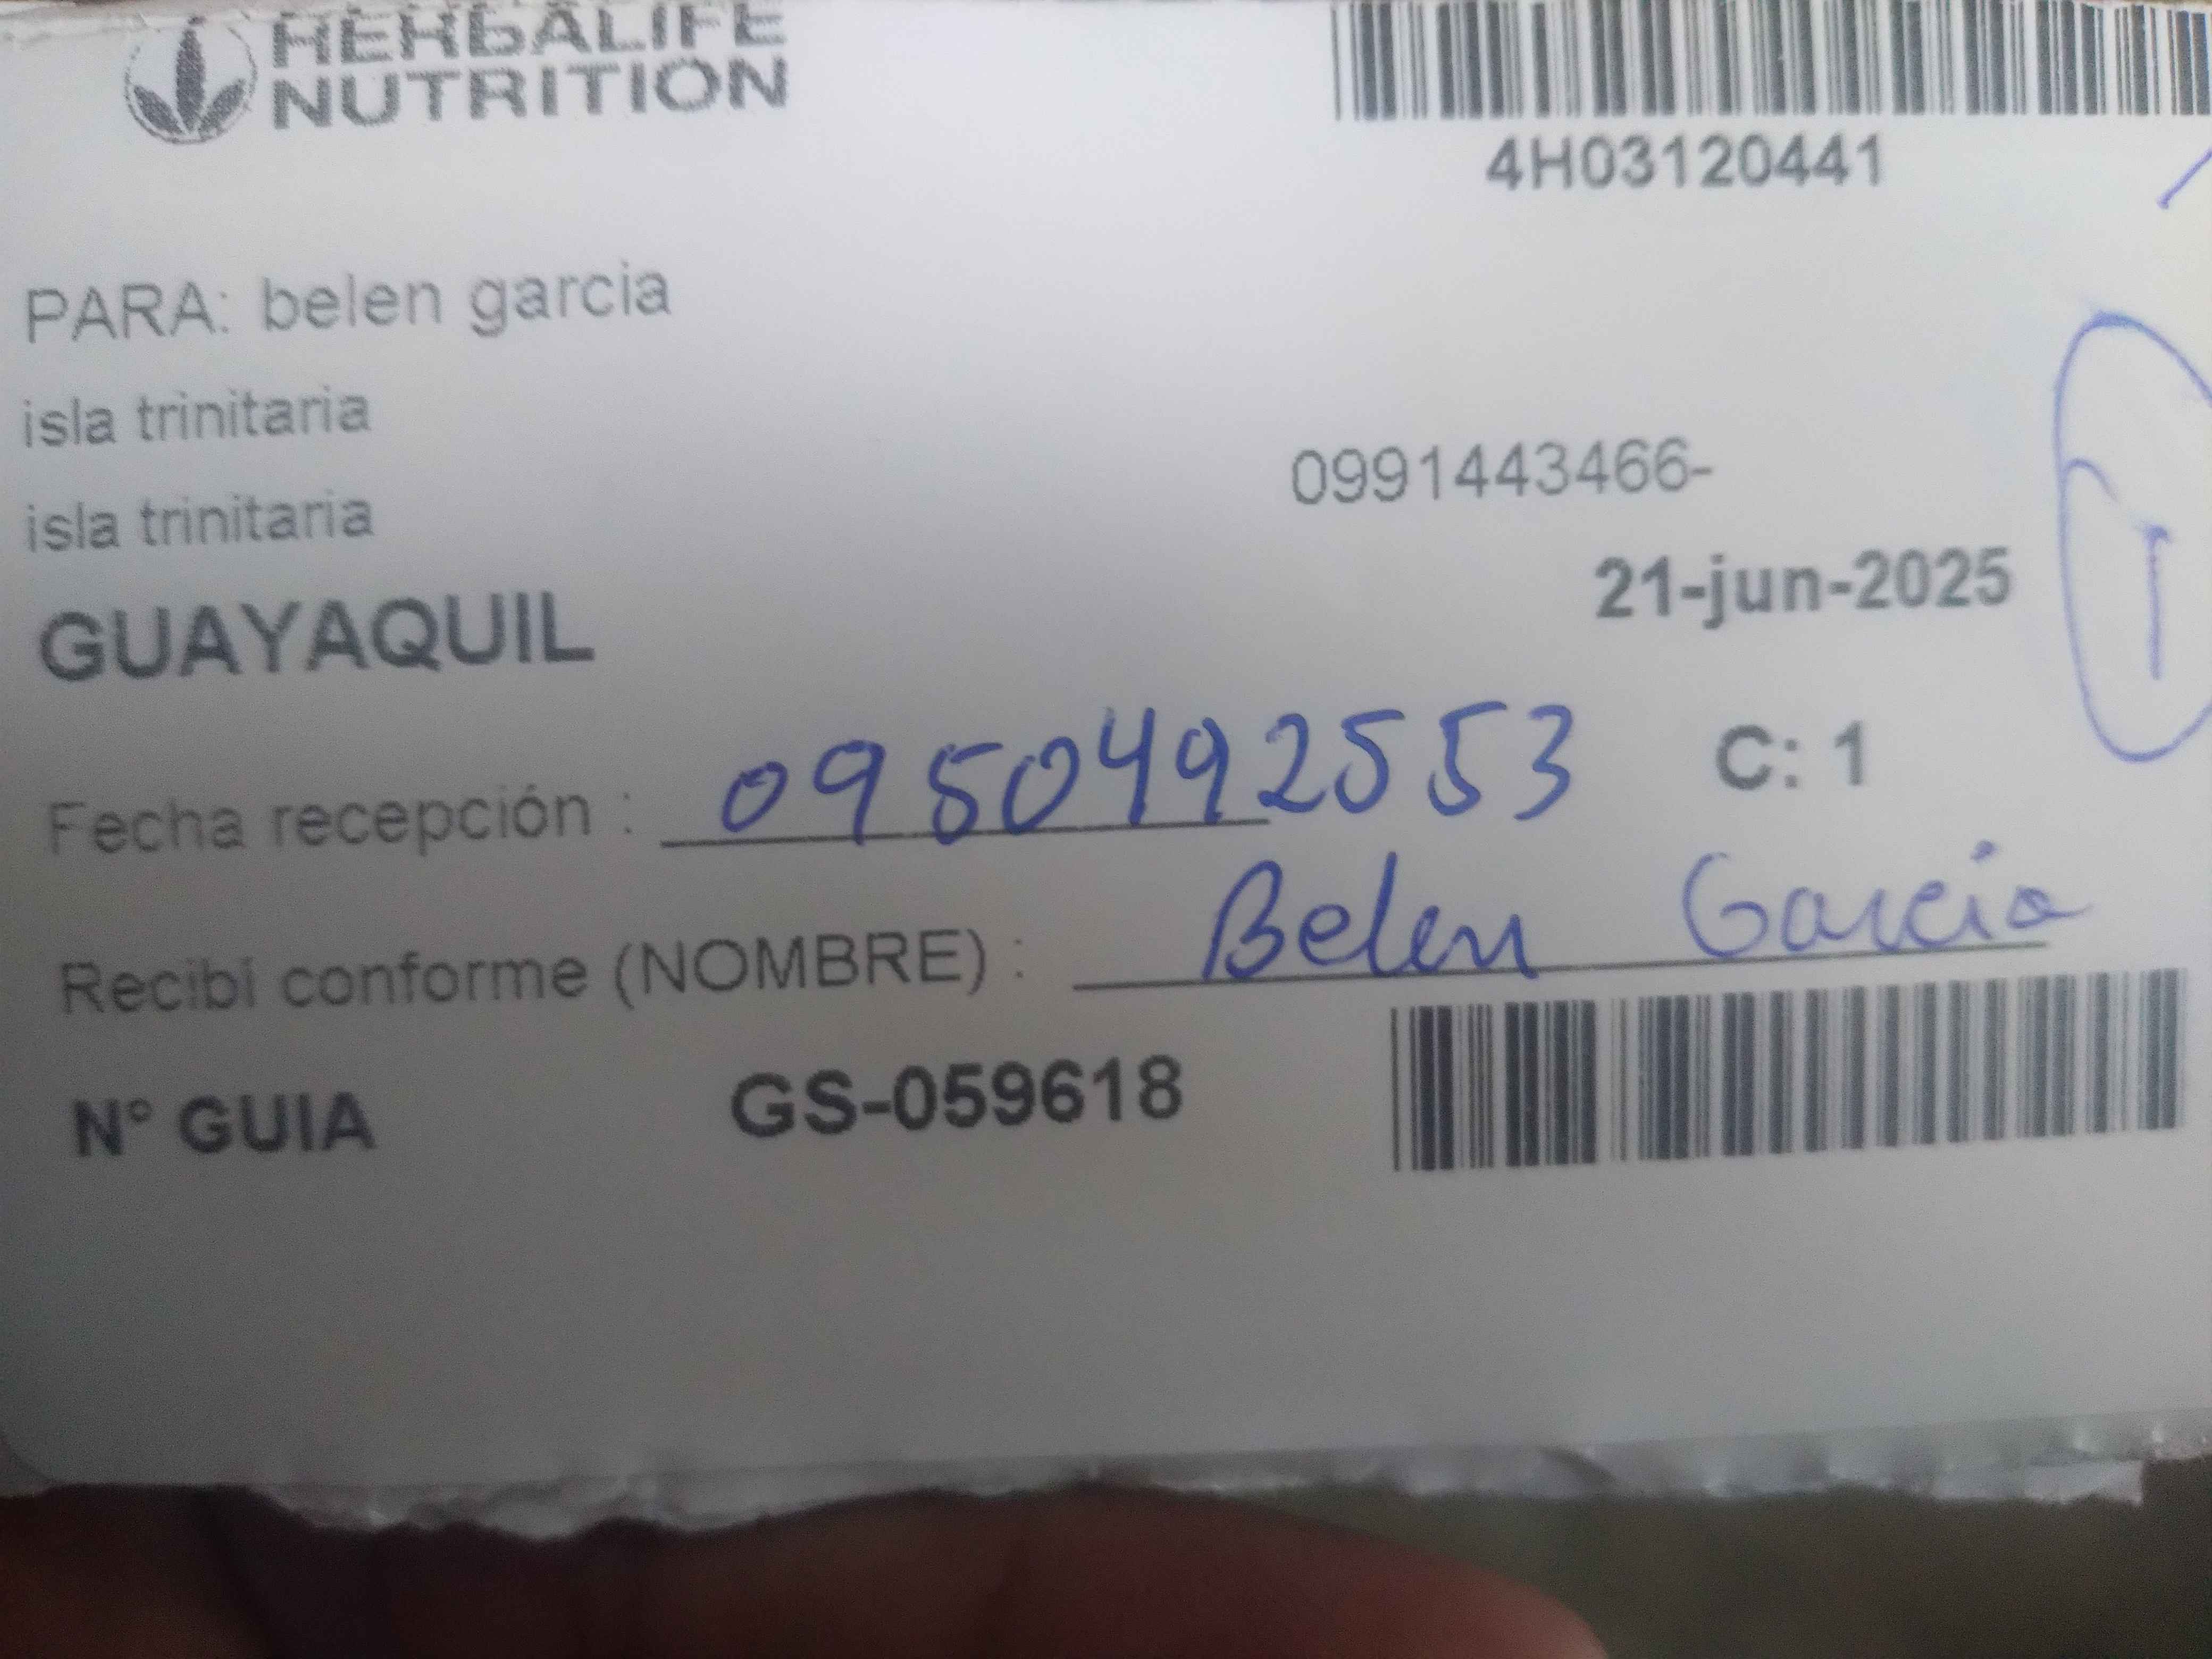 HERBALIFE
NUTRITION
4H03120441
PARA: belen garcia
isla trinitaria
0991443466-
isla trinitaria
21-jun-2025
GUAYAQUIL
1
Fecha recepción : 0950492553 C: 1
Recibí conforme (NOMBRE) : Belen Garcia
N° GUIA GS-059618